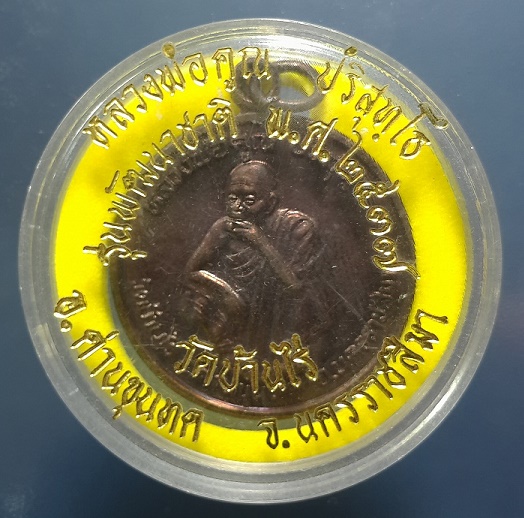 หลวงพ่อคูณ ปริสุทฺโธ
รุ่นพัฒนาชาติ พ.ศ.๒๕๓๗
วัดบ้านไร่
อ.ด่านขุนทด จ.นครราชสีมา